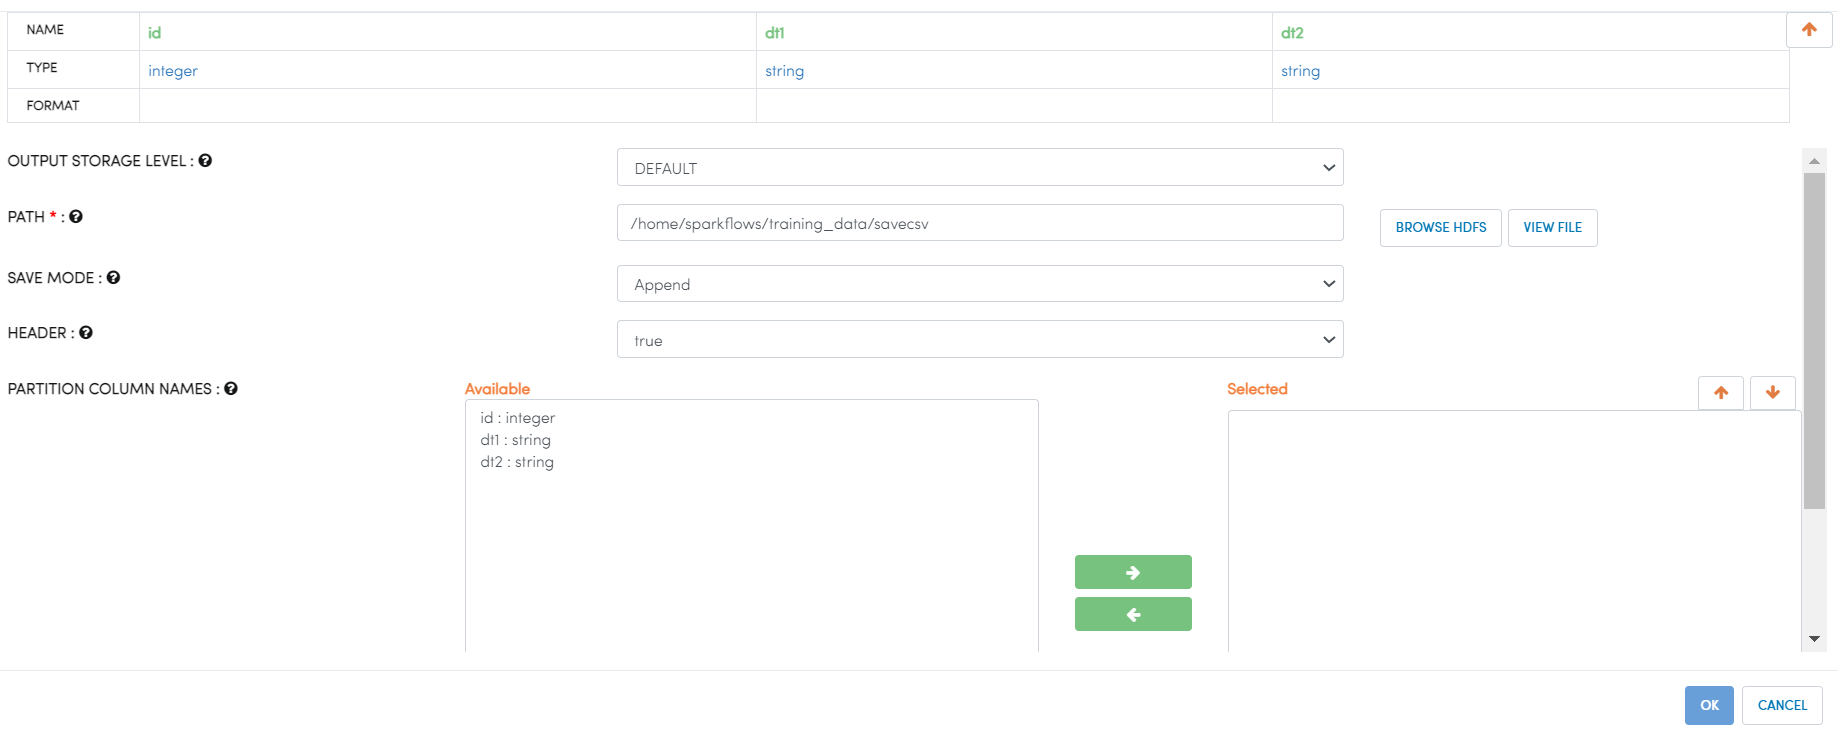 NAME id dt1 dt2
TYPE integer string string
FORMAT
OUTPUT STORAGE LEVEL : DEFAULT
PATH * : /home/sparkflows/training_data/savecsv BROWSE HDFS VIEW FILE
SAVE MODE : Append
HEADER : true
PARTITION COLUMN NAMES : Available Selected
id : integer
dt1 : string
dt2 : string
OK CANCEL